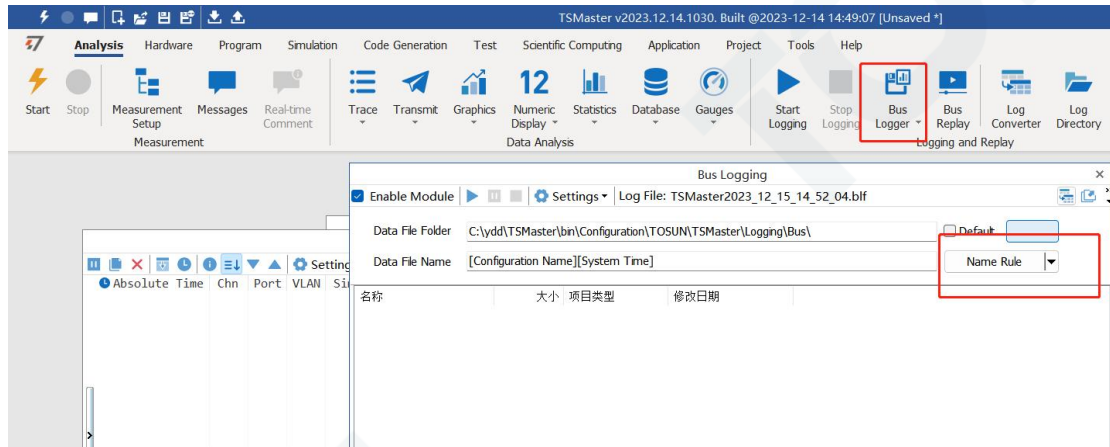 TSMaster v2023.12.14.1030. Built @2023-12-14 14:49:07 [Unsaved *]
Analysis Hardware Program Simulation Code Generation Test Scientific Computing Application Project Tools Help
12
Start Stop Measurement Setup Messages Real-time Comment Trace Transmit Graphics Numeric Display Statistics Database Gauges Start Logging Stop Logging Bus Logger Bus Replay Log Converter Log Directory
Measurement Data Analysis Logging and Replay
Bus Logging
Enable Module Settings Log File: TSMaster2023_12_15_14_52_04.blf
Data File Folder C:\ydd\TSMaster\bin\Configuration\TOSUN\TSMaster\Logging\Bus\ Default
Data File Name [Configuration Name][System Time] Name Rule
Setting
Absolute Time Chn Port VLAN
名称 大小 项目类型 修改日期